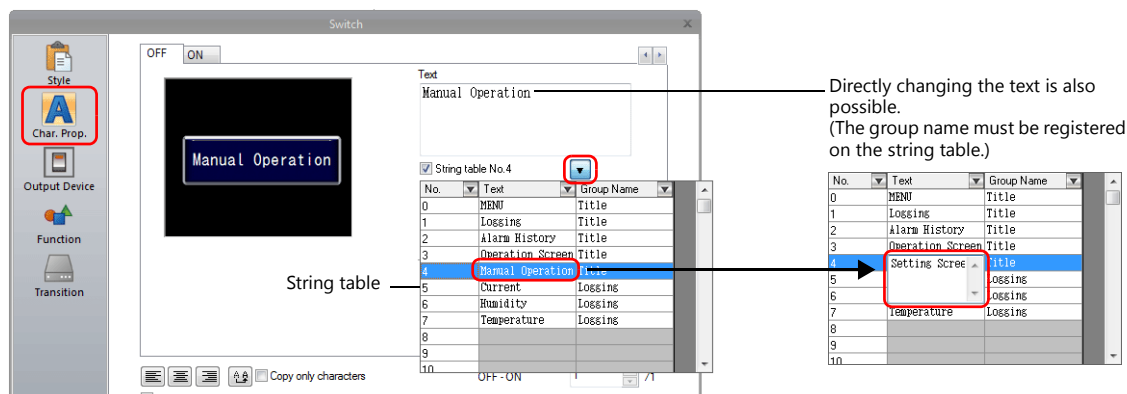 Switch
x
Style
Char. Prop.
Output Device
Function
Transition
OFF ON
Manual Operation
Text
Manual Operation
String table No.4
No. Text Group Name
0 MENU Title
1 Logging Title
2 Alarm History Title
3 Operation Screen Title
4 Manual Operation Title
5 Current Logging
6 Humidity Logging
7 Temperature Logging
8
9
10
String table
Copy only characters
OFF - ON 1 /1
Directly changing the text is also
possible.
(The group name must be registered
on the string table.)
No. Text Group Name
0 MENU Title
1 Logging Title
2 Alarm History Title
3 Operation Screen Title
4 Setting Scree Title
5 Logging
6 Logging
7 Temperature Logging
8
9
10